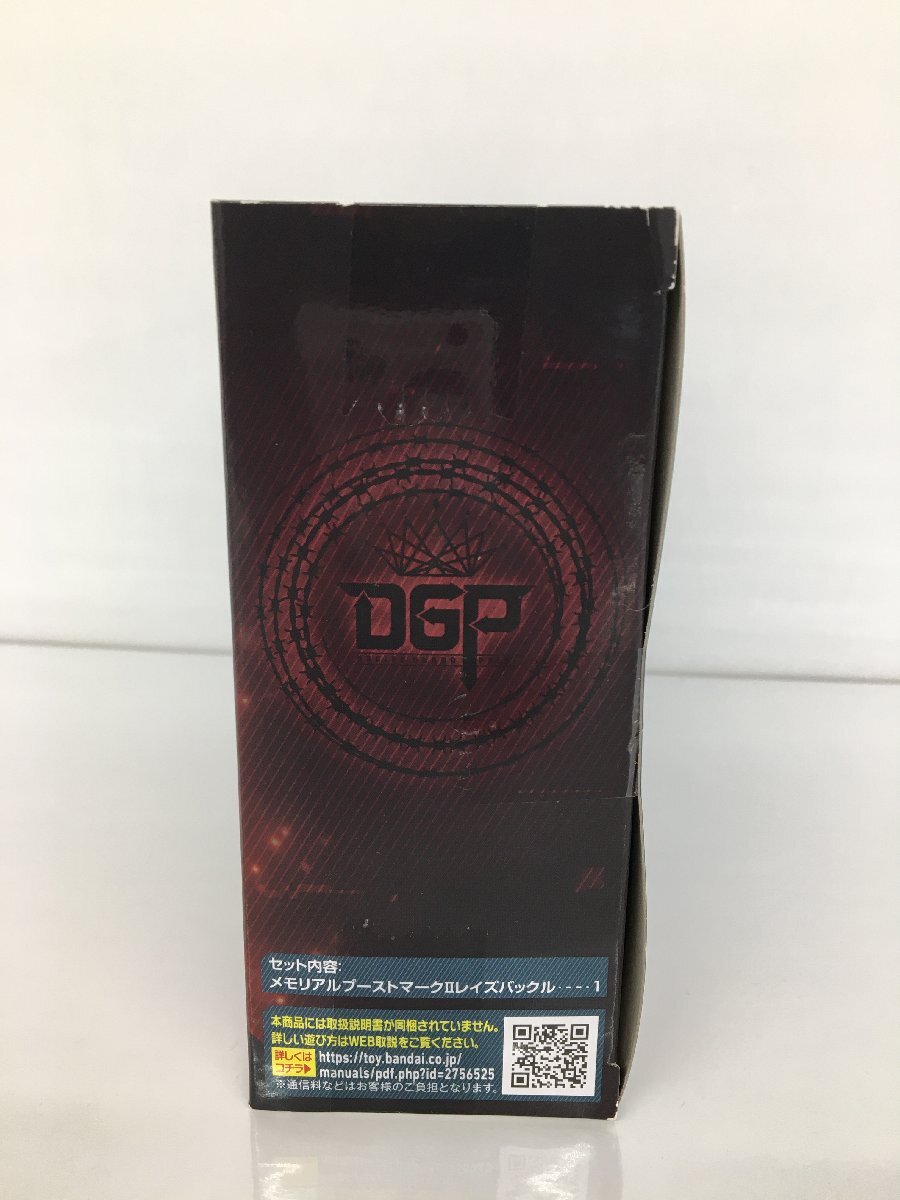 DGP
セット内容:
メモリアルブーストマークⅡレイズバックル・−−・1
本商品には取扱説明書が同梱されていません。
詳しい遊び方はWEB取説をご覧ください。
詳しくは
コチラ▶
https://toy.bandai.co.jp/
manuals/pdf.php?id=2756525
※通信料などはお客様のご負担となります。